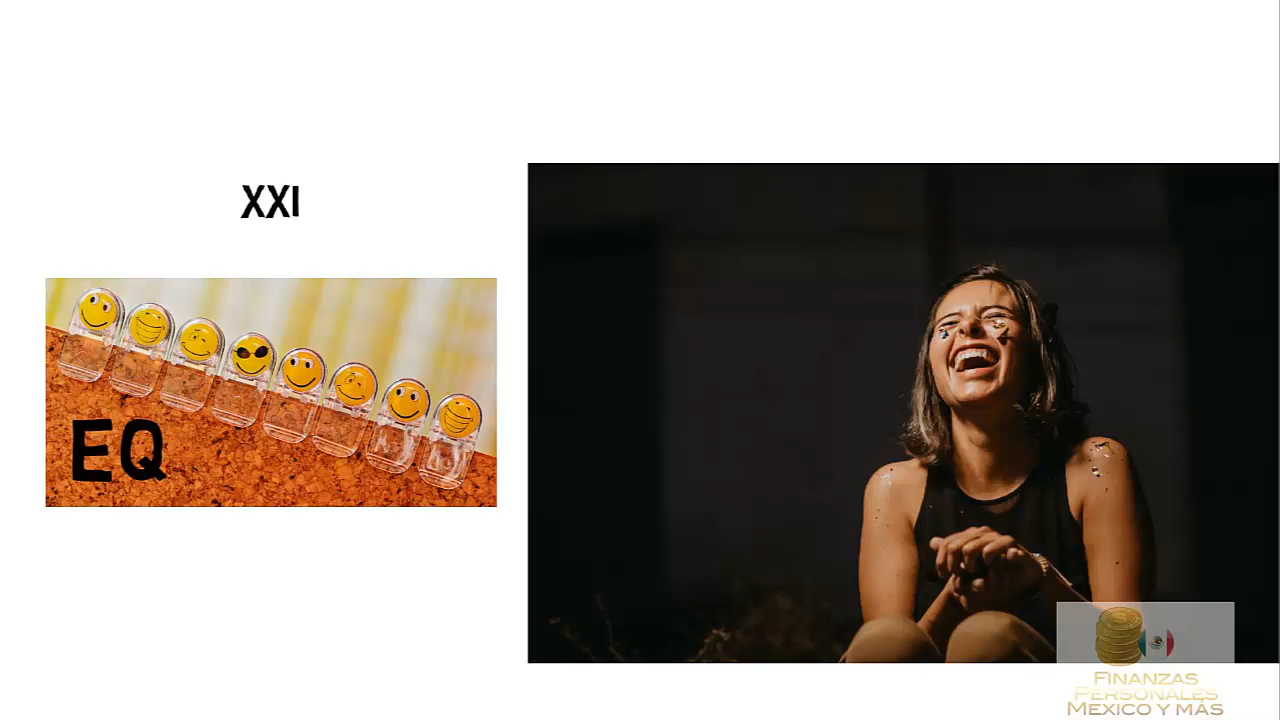 XXI
EQ
FINANZAS
PERSONALES
MEXICO Y MÁS